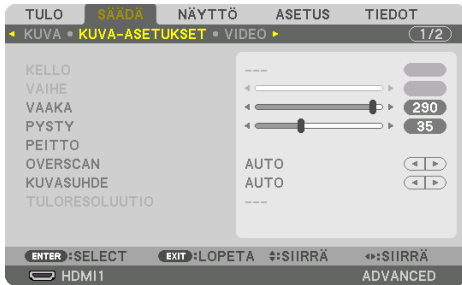 TULO SÄÄDÄ NÄYTTÖ ASETUS TIEDOT
KUVA • KUVA-ASETUKSET • VIDEO 1/2
KELLO ---
VAIHE
VAAKA 290
PYSTY 35
PEITTO
OVERSCAN AUTO
KUVASUHDE AUTO
TULORESOLUUTIO ---
ENTER :SELECT EXIT :LOPETA :SIIRRÄ :SIIRRÄ
HDMI1 ADVANCED